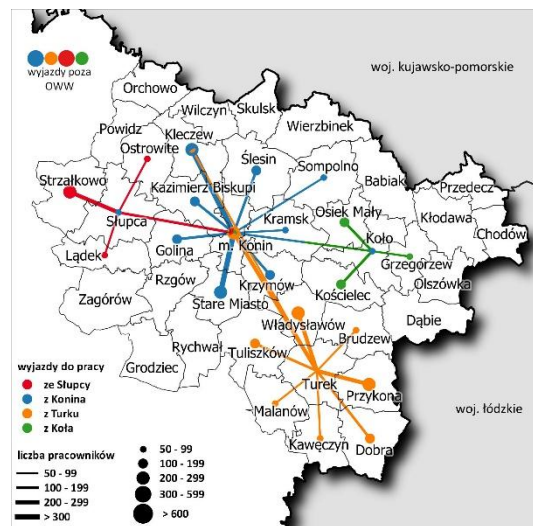 wyjazdy poza
OWW
woj. kujawsko-pomorskie
Orchowo
Skulsk
Wilczyn
Wierzbinek
Powidz
Kleczew
Ostrowite
Ślesin
Sompolno
Strzałkowo
Kazimierz Biskupi
Babiak
Przedecz
Osiek Mały
Kłodawa
Słupca
Kramsk
Chodów
m. Konin
Koło
Lądek
Golina
Grzegorzew
Olszówka
Rzgów
Krzymów
Zagórów
Stare Miasto
Kościelec
Dąbie
Władysławów
Rychwał
Tuliszków
Brudzew
Grodziec
Turek
Przykona
woj. łódzkie
Malanów
Kawęczyn
Dobra
wyjazdy do pracy
ze Słupcy
z Konina
z Turku
z Koła
liczba pracowników
50 - 99
100 - 199
200 - 299
> 300
50 - 99
100 - 199
200 - 299
300 - 599
> 600